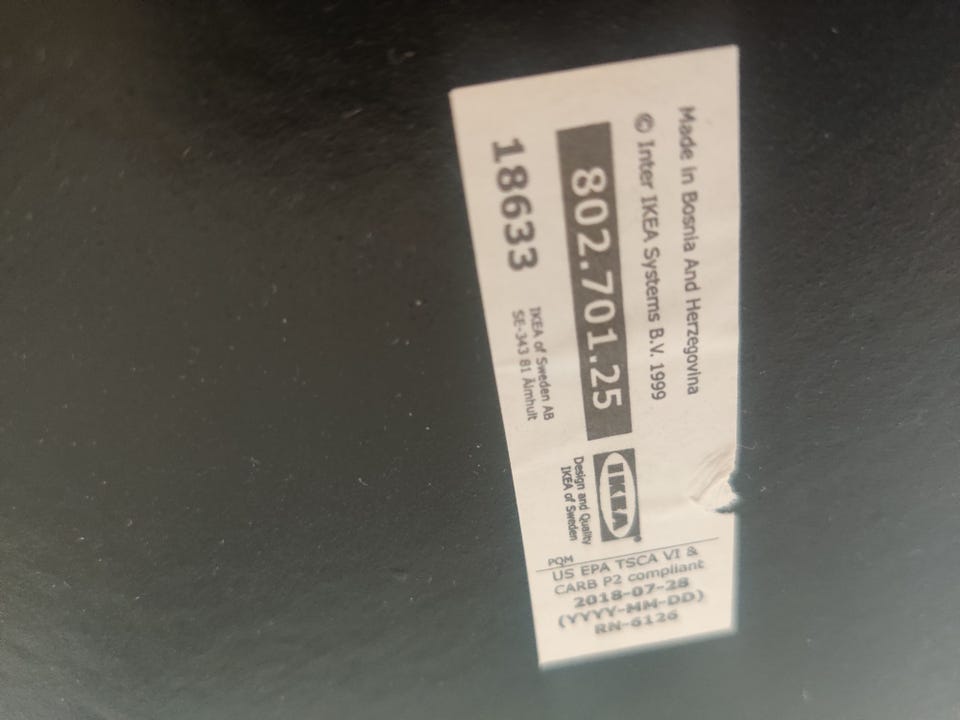 Made in Bosnia And Herzegovina
© Inter IKEA Systems B.V. 1999
802.701.25
18633
IKEA of Sweden AB
SE-343 81 Älmhult
IKEA®
Design and Quality
IKEA of Sweden
PQM
US EPA TSCA VI &
CARB P2 compliant
2018-07-28
(YYYY-MM-DD)
RN-6126